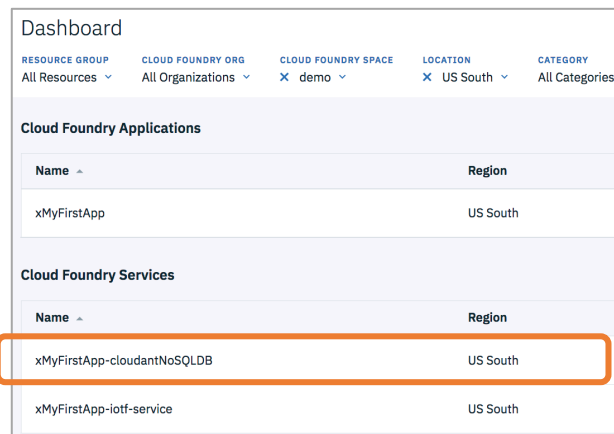 Dashboard
RESOURCE GROUP CLOUD FOUNDRY ORG CLOUD FOUNDRY SPACE LOCATION CATEGORY
All Resources All Organizations × demo × US South All Categories
Cloud Foundry Applications
Name Region
xMyFirstApp US South
Cloud Foundry Services
Name Region
xMyFirstApp-cloudantNoSQLDB US South
xMyFirstApp-iotf-service US South